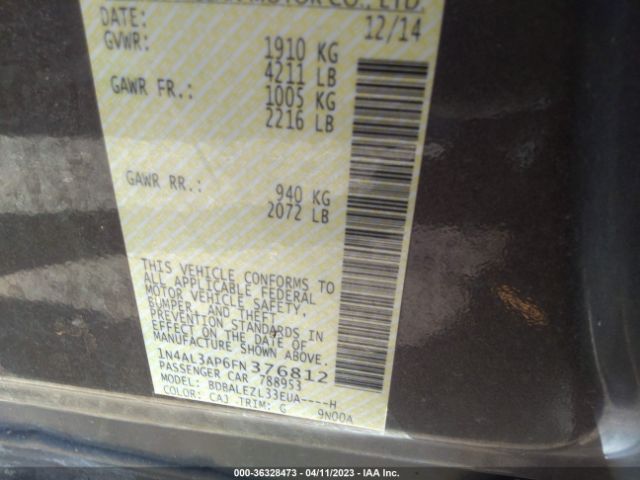 MOTOR CO., LTD.
DATE: 12/14
GVWR: 1910 KG
4211 LB
GAWR FR.: 1005 KG
2216 LB
GAWR RR.: 940 KG
2072 LB
THIS VEHICLE CONFORMS TO
ALL APPLICABLE FEDERAL
MOTOR VEHICLE SAFETY,
BUMPER, AND THEFT
PREVENTION STANDARDS IN
EFFECT ON THE DATE OF
MANUFACTURE SHOWN ABOVE.
1N4AL3AP6FN376812
PASSENGER CAR 788953
MODEL: BDBALEZL33EUA----H
COLOR: CAJ TRIM: G 9N00A
000-36328473 - 04/11/2023 - IAA Inc.